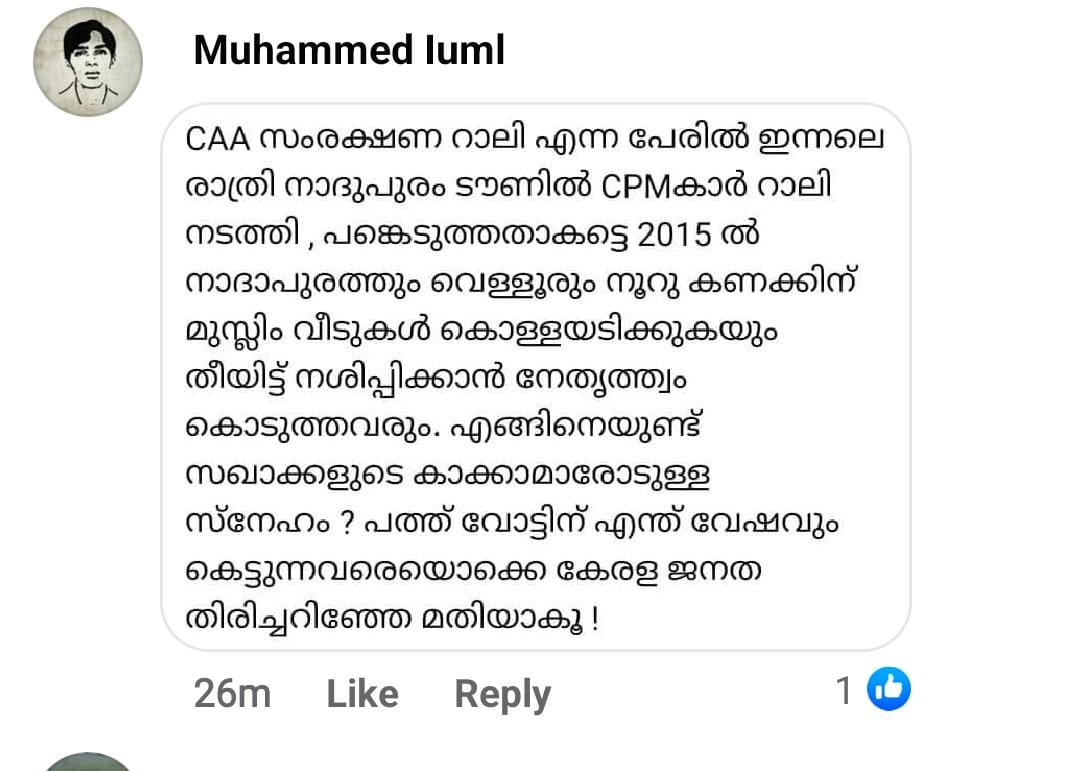 Muhammed Iuml
CAA സംരക്ഷണ റാലി എന്ന പേരിൽ ഇന്നലെ
രാത്രി നാദുപുരം ടൗണിൽ CPMകാർ റാലി
നടത്തി , പങ്കെടുത്തതാകട്ടെ 2015 ൽ
നാദാപുരത്തും വെള്ളൂരും നൂറു കണക്കിന്
മുസ്ലിം വീടുകൾ കൊള്ളയടിക്കുകയും
തീയിട്ട് നശിപ്പിക്കാൻ നേതൃത്ത്വം
കൊടുത്തവരും. എങ്ങിനെയുണ്ട്
സഖാക്കളുടെ കാക്കാമാരോടുള്ള
സ്നേഹം ? പത്ത് വോട്ടിന് എന്ത് വേഷവും
കെട്ടുന്നവരെയൊക്കെ കേരള ജനത
തിരിച്ചറിഞ്ഞേ മതിയാകൂ !
26m Like Reply 1